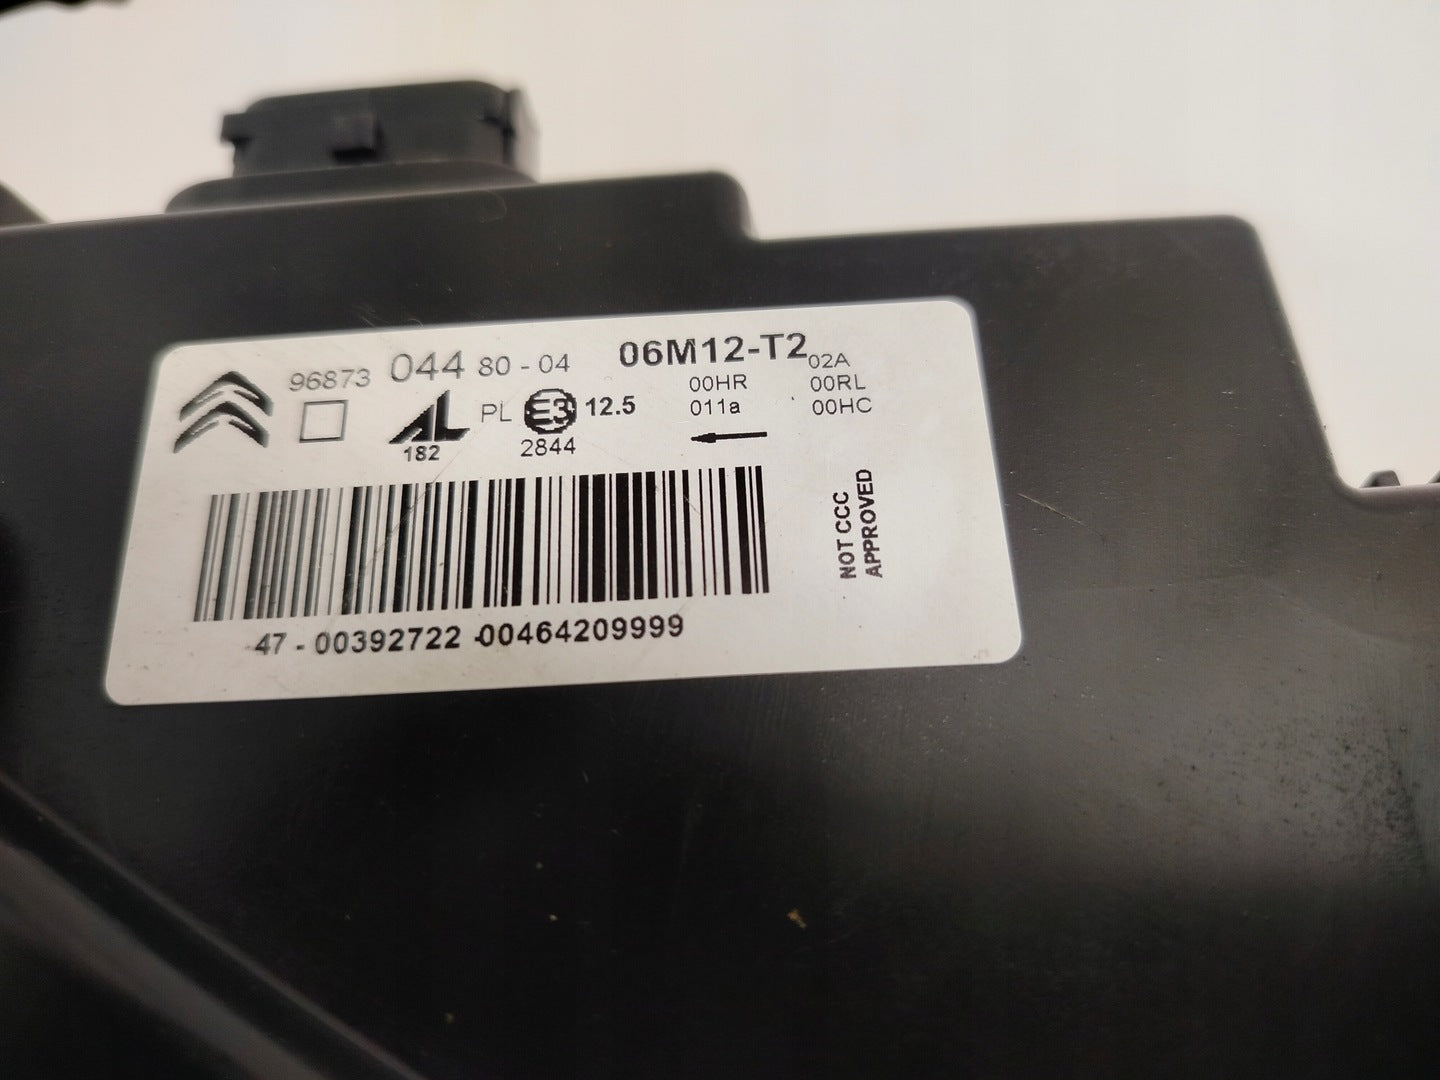 96873 044 80 - 04 06M12-T2 02A
00HR 00RL
AL PL E3 12.5 011a 00HC
182 2844
NOT CCC
APPROVED
47 - 00392722 -00464209999